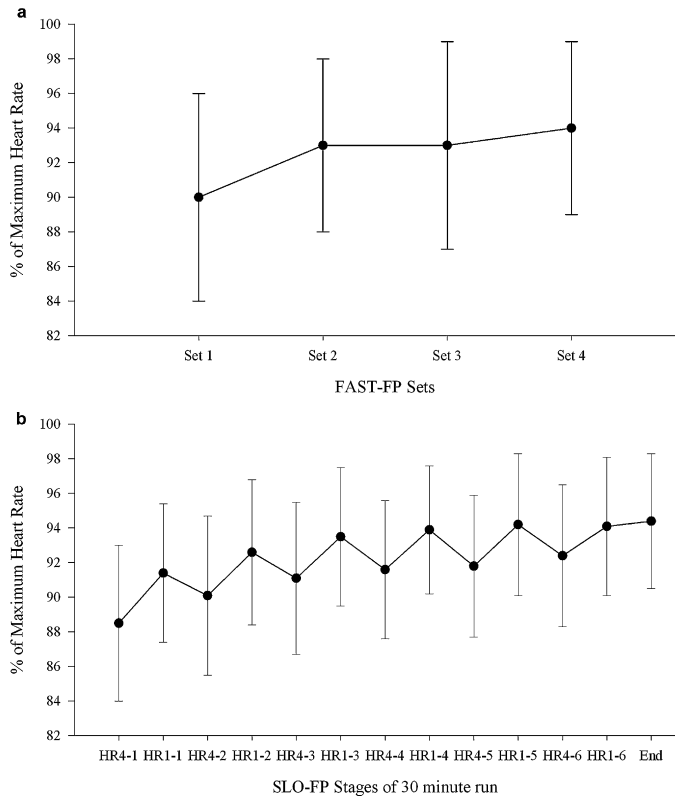 a
100
98
96
94
92
90
88
86
84
82
% of Maximum Heart Rate
Set 1 Set 2 Set 3 Set 4
FAST-FP Sets
b
100
98
96
94
92
90
88
86
84
82
% of Maximum Heart Rate
HR4-1 HR1-1 HR4-2 HR1-2 HR4-3 HR1-3 HR4-4 HR1-4 HR4-5 HR1-5 HR4-6 HR1-6 End
SLO-FP Stages of 30 minute run